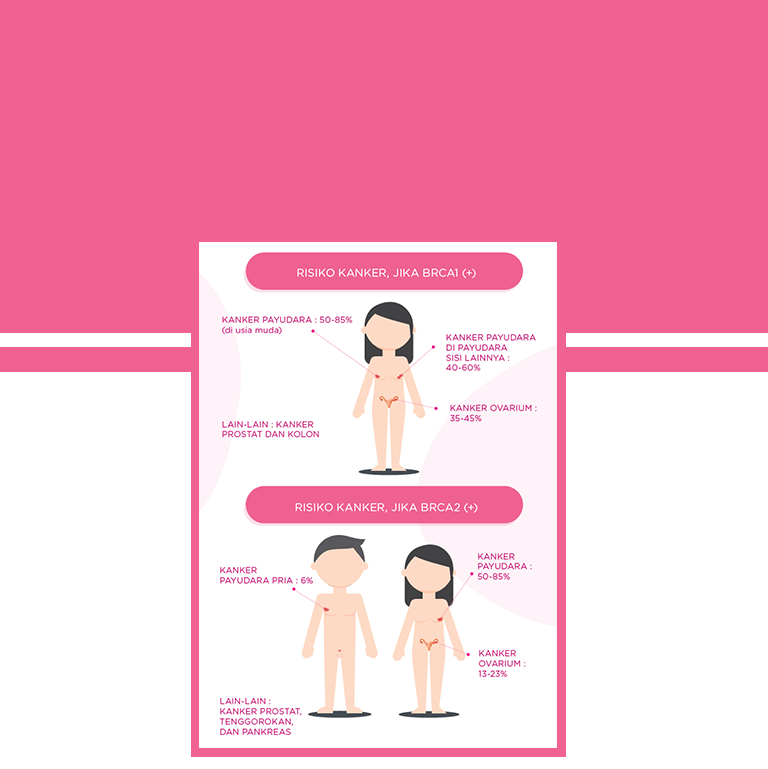 RISIKO KANKER, JIKA BRCA1 (+)
KANKER PAYUDARA : 50-85%
(di usia muda)
KANKER PAYUDARA
DI PAYUDARA
SISI LAINNYA :
40-60%
KANKER OVARIUM :
35-45%
LAIN-LAIN : KANKER
PROSTAT DAN KOLON
RISIKO KANKER, JIKA BRCA2 (+)
KANKER
PAYUDARA PRIA : 6%
KANKER
PAYUDARA :
50-85%
KANKER
OVARIUM :
13-23%
LAIN-LAIN :
KANKER PROSTAT,
TENGGOROKAN,
DAN PANKREAS